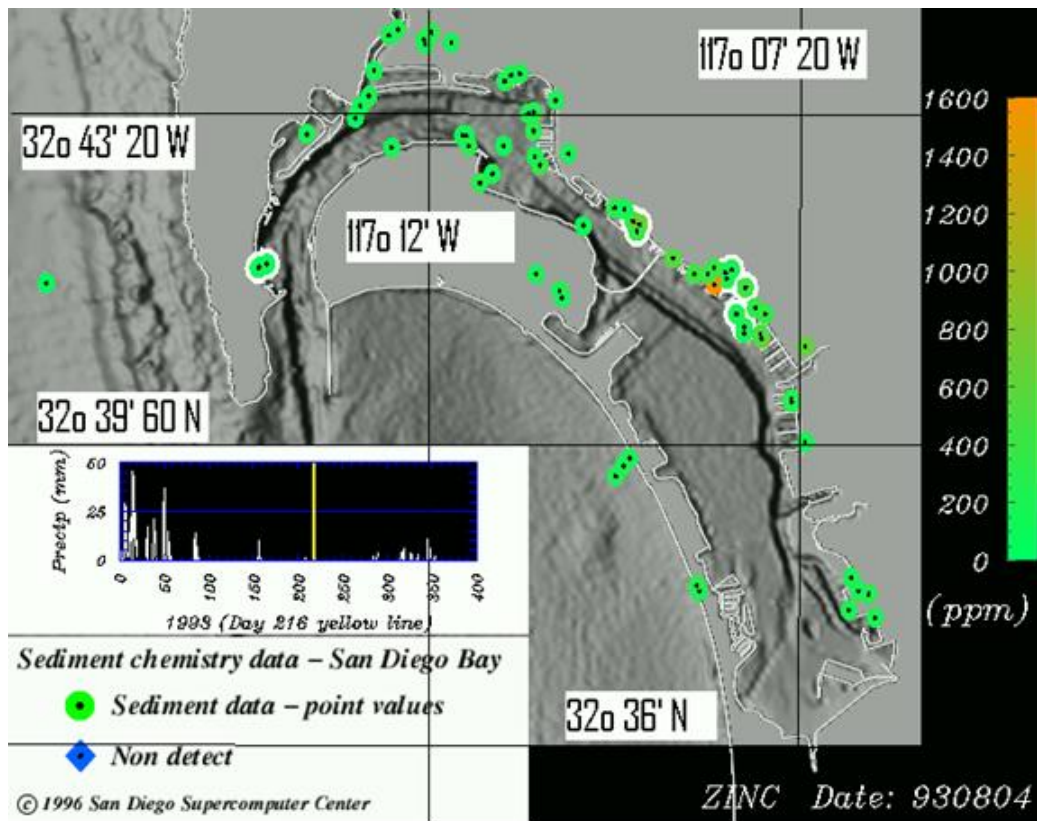 117o 07' 20 W
32o 43' 20 W
117o 12' W
32o 39' 60 N
32o 36' N
1600
1400
1200
1000
800
600
400
200
0
(ppm)
Precip (mm)
50
25
0
0 50 100 150 200 250 300 350 400
1993 (Day 216 yellow line)
Sediment chemistry data – San Diego Bay
Sediment data – point values
Non detect
© 1996 San Diego Supercomputer Center
ZINC Date: 930804